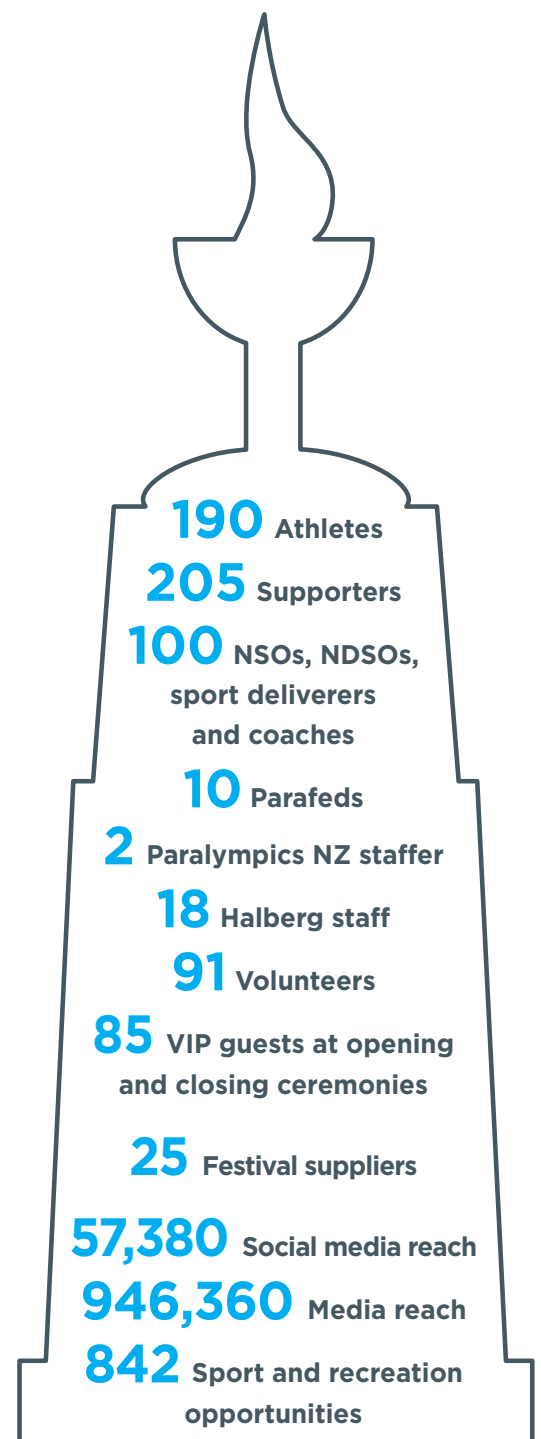 190 Athletes
205 Supporters
100 NSOs, NDSOs,
sport deliverers
and coaches
10 Parafeds
2 Paralympics NZ staffer
18 Halberg staff
91 Volunteers
85 VIP guests at opening
and closing ceremonies
25 Festival suppliers
57,380 Social media reach
946,360 Media reach
842 Sport and recreation
opportunities